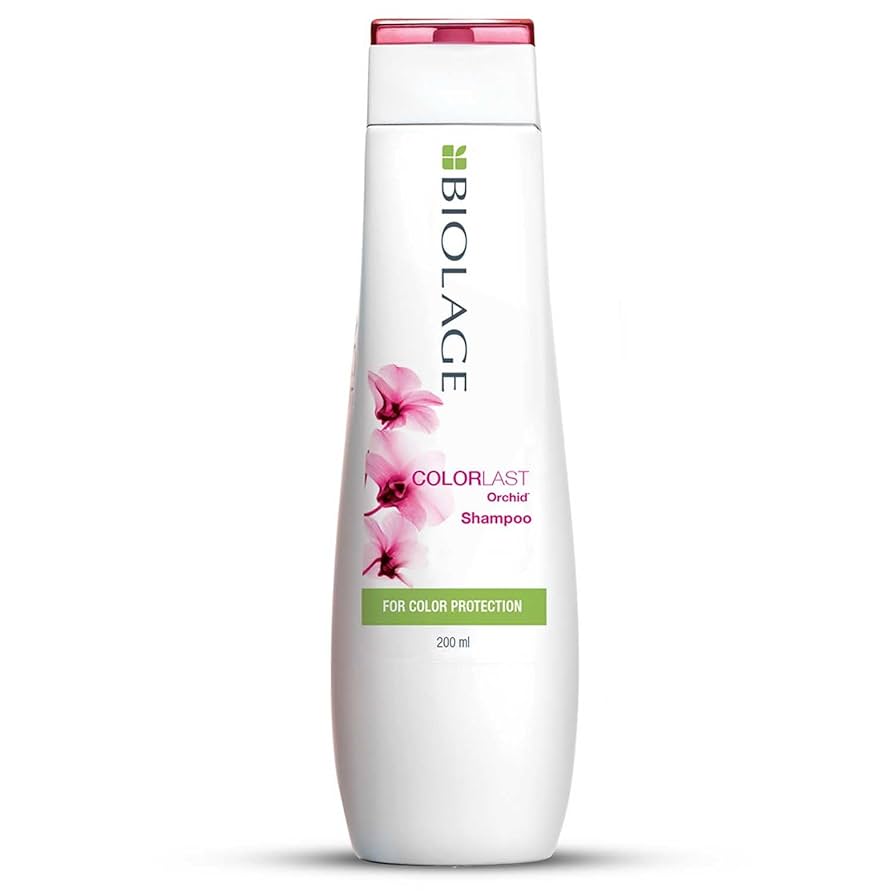 BIOLAGE
COLORLAST
Orchid*
Shampoo
FOR COLOR PROTECTION
200 ml